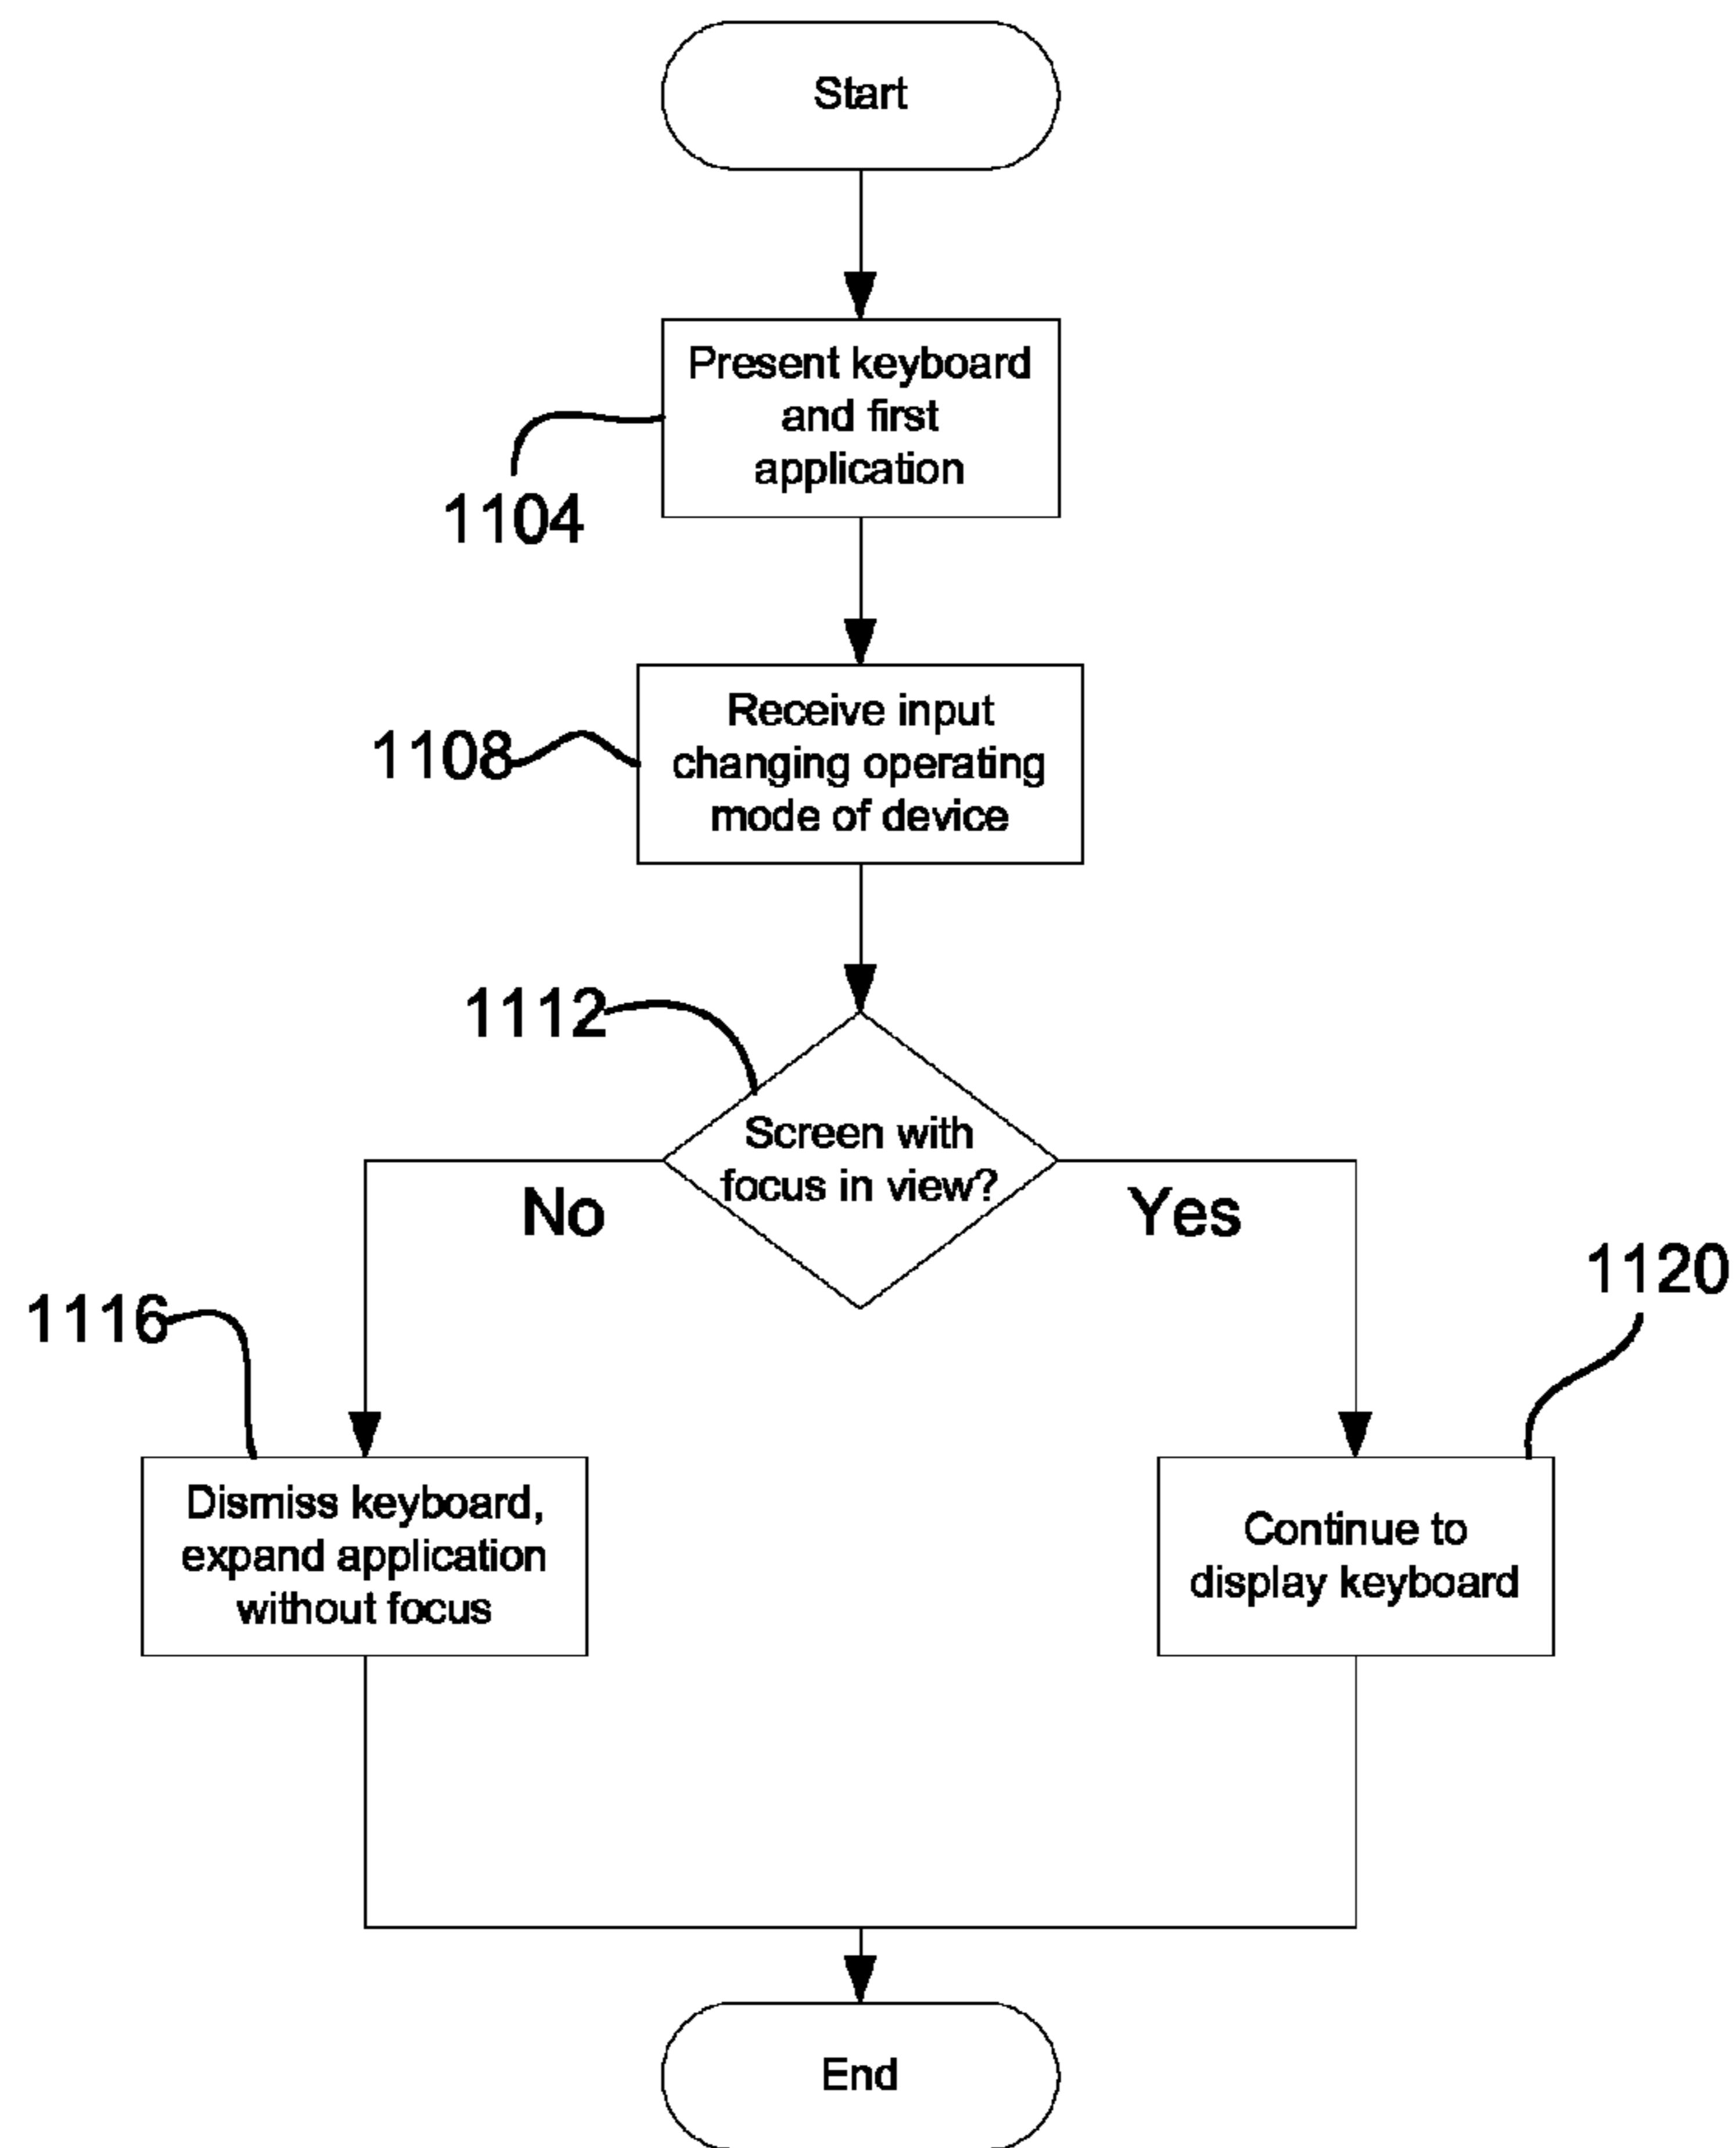 Start
Present keyboard
and first
application
1104
Receive input
changing operating
mode of device
1108
1112
Screen with
focus in view?
No
Yes
1120
1116
Dismiss keyboard,
expand application
without focus
Continue to
display keyboard
End